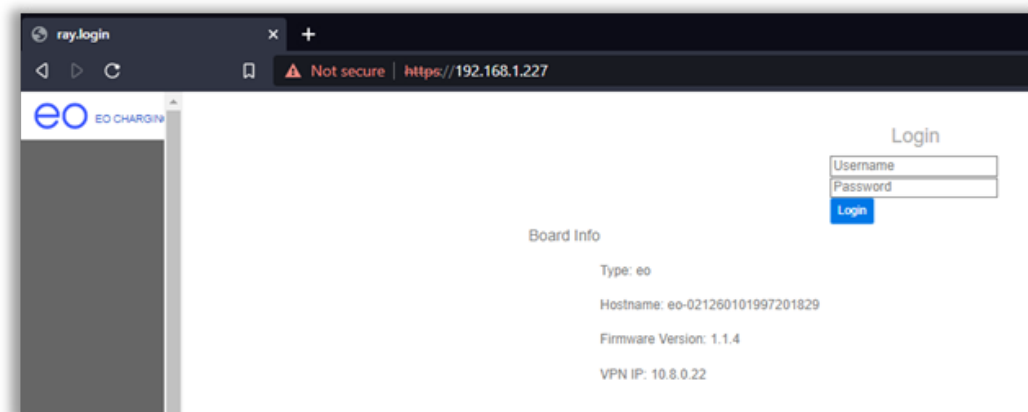 ray.login
Not secure | https://192.168.1.227
eo EO CHARGIN
Login
Username
Password
Login
Board Info
Type: eo
Hostname: eo-021260101997201829
Firmware Version: 1.1.4
VPN IP: 10.8.0.22